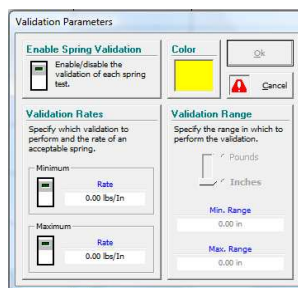 Validation Parameters
Enable Spring Validation
Enable/disable the
validation of each spring
test.
Color
Ok
Cancel
Validation Rates
Specify which validation to
perform and the rate of an
acceptable spring.
Minimum
Rate
0.00 lbs/In
Maximum
Rate
0.00 lbs/In
Validation Range
Specify the range in which to
perform the validation.
Pounds
Inches
Min. Range
0.00 in
Max. Range
0.00 in